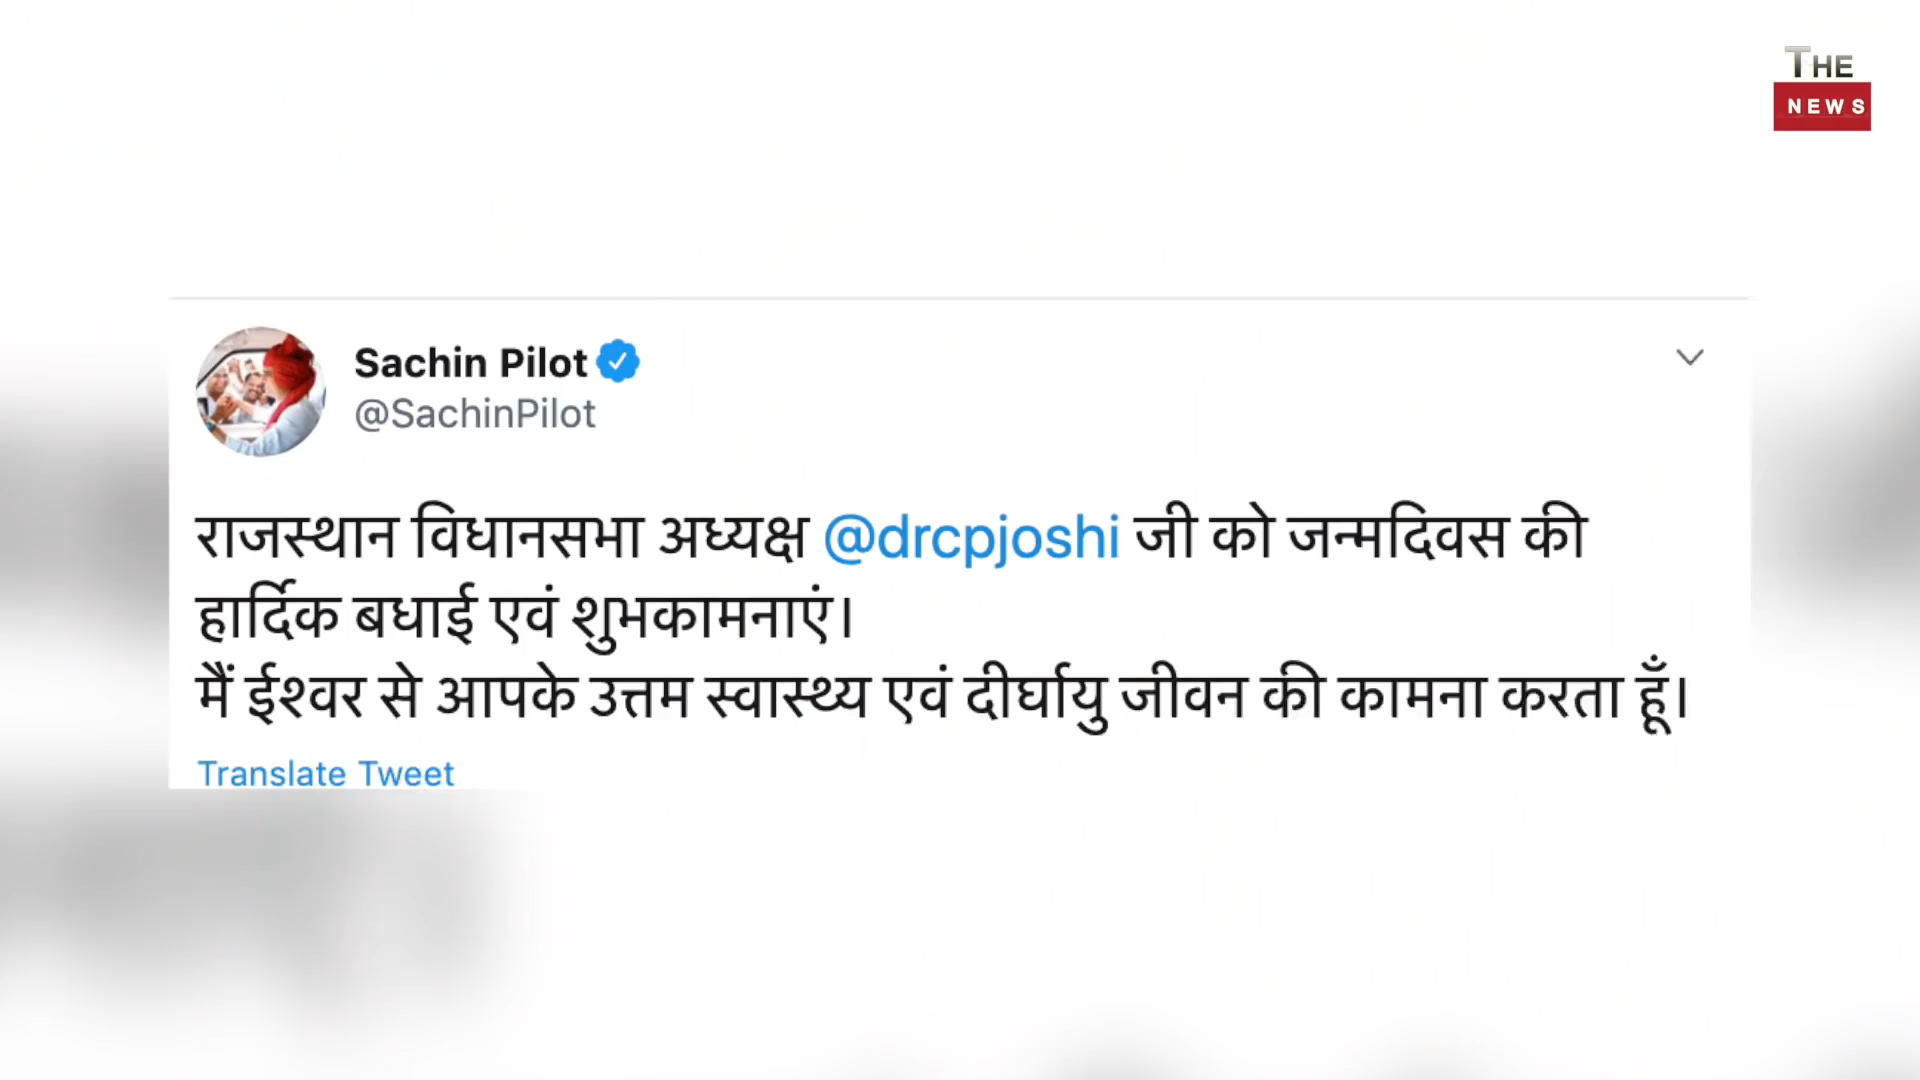 THE
NEWS
Sachin Pilot
@SachinPilot
राजस्थान विधानसभा अध्यक्ष @drcpjoshi जी को जन्मदिवस की
हार्दिक बधाई एवं शुभकामनाएं।
मैं ईश्वर से आपके उत्तम स्वास्थ्य एवं दीर्घायु जीवन की कामना करता हूँ।
Translate Tweet